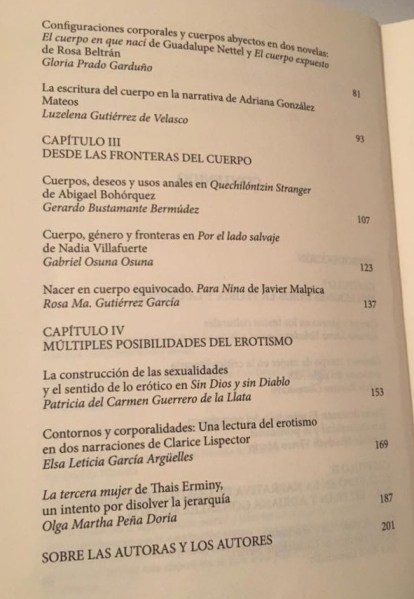 Configuraciones corporales y cuerpos abyectos en dos novelas:
El cuerpo en que nací de Guadalupe Nettel y El cuerpo expuesto
de Rosa Beltrán
Gloria Prado Garduño 81
La escritura del cuerpo en la narrativa de Adriana González
Mateos
Luzelena Gutiérrez de Velasco 93
CAPÍTULO III
DESDE LAS FRONTERAS DEL CUERPO
Cuerpos, deseos y usos anales en Quechilóntzin Stranger
de Abigael Bohórquez
Gerardo Bustamante Bermúdez 107
Cuerpo, género y fronteras en Por el lado salvaje
de Nadia Villafuerte
Gabriel Osuna Osuna 123
Nacer en cuerpo equivocado. Para Nina de Javier Malpica
Rosa Ma. Gutiérrez García 137
CAPÍTULO IV
MÚLTIPLES POSIBILIDADES DEL EROTISMO
La construcción de las sexualidades
y el sentido de lo erótico en Sin Dios y sin Diablo
Patricia del Carmen Guerrero de la Llata 153
Contornos y corporalidades: Una lectura del erotismo
en dos narraciones de Clarice Lispector
Elsa Leticia García Argüelles 169
La tercera mujer de Thais Erminy,
un intento por disolver la jerarquía
Olga Martha Peña Doria 187
SOBRE LAS AUTORAS Y LOS AUTORES 201